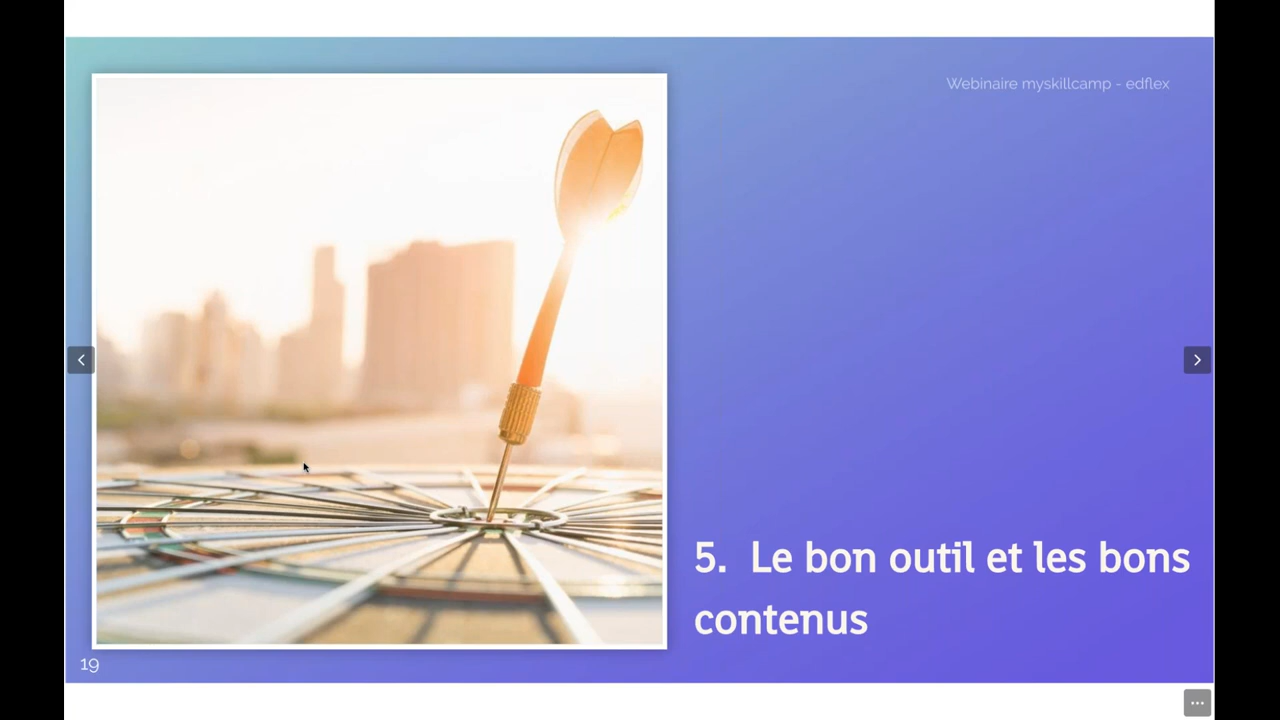 Webinaire myskillcamp - edflex
5. Le bon outil et les bons
contenus
19